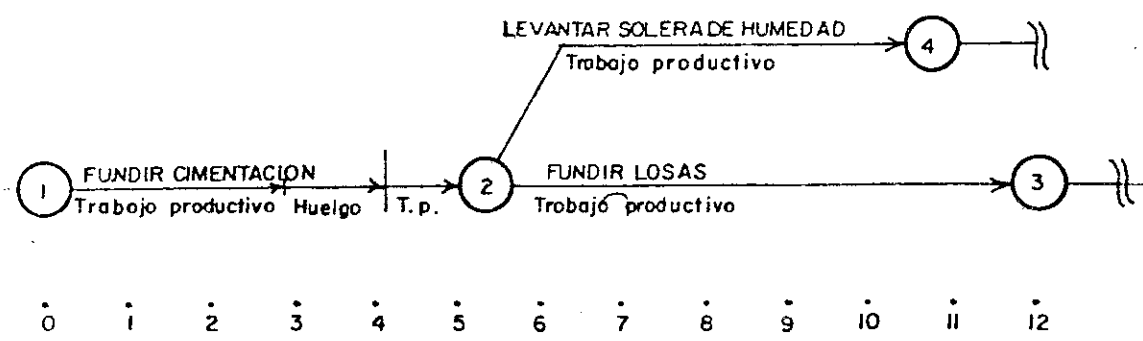 LEVANTAR SOLERA DE HUMEDAD
Trabajo productivo
4
1
FUNDIR CIMENTACION
Trabajo productivo Huelgo T.p.
2
FUNDIR LOSAS
Trabajo productivo
3
0 1 2 3 4 5 6 7 8 9 10 11 12